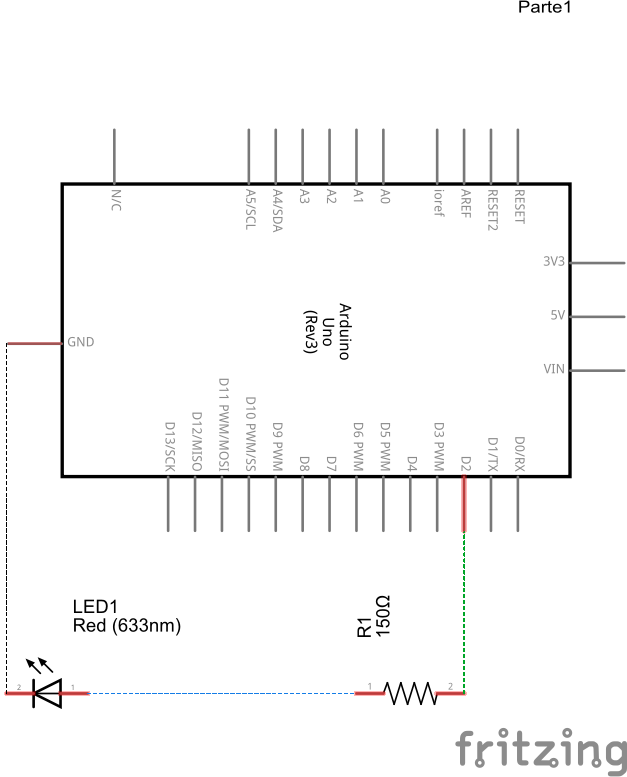 Parte1
N/C
A5/SCL
A4/SDA
A3
A2
A1
A0
ioref
AREF
RESET2
RESET
3V3
5V
VIN
Arduino
Uno
(Rev3)
GND
D13/SCK
D12/MISO
D11 PWM/MOSI
D10 PWM/SS
D9 PWM
D8
D7
D6 PWM
D5 PWM
D4
D3 PWM
D2
D1/TX
D0/RX
LED1
Red (633nm)
R1
150Ω
2
1
1
2
fritzing